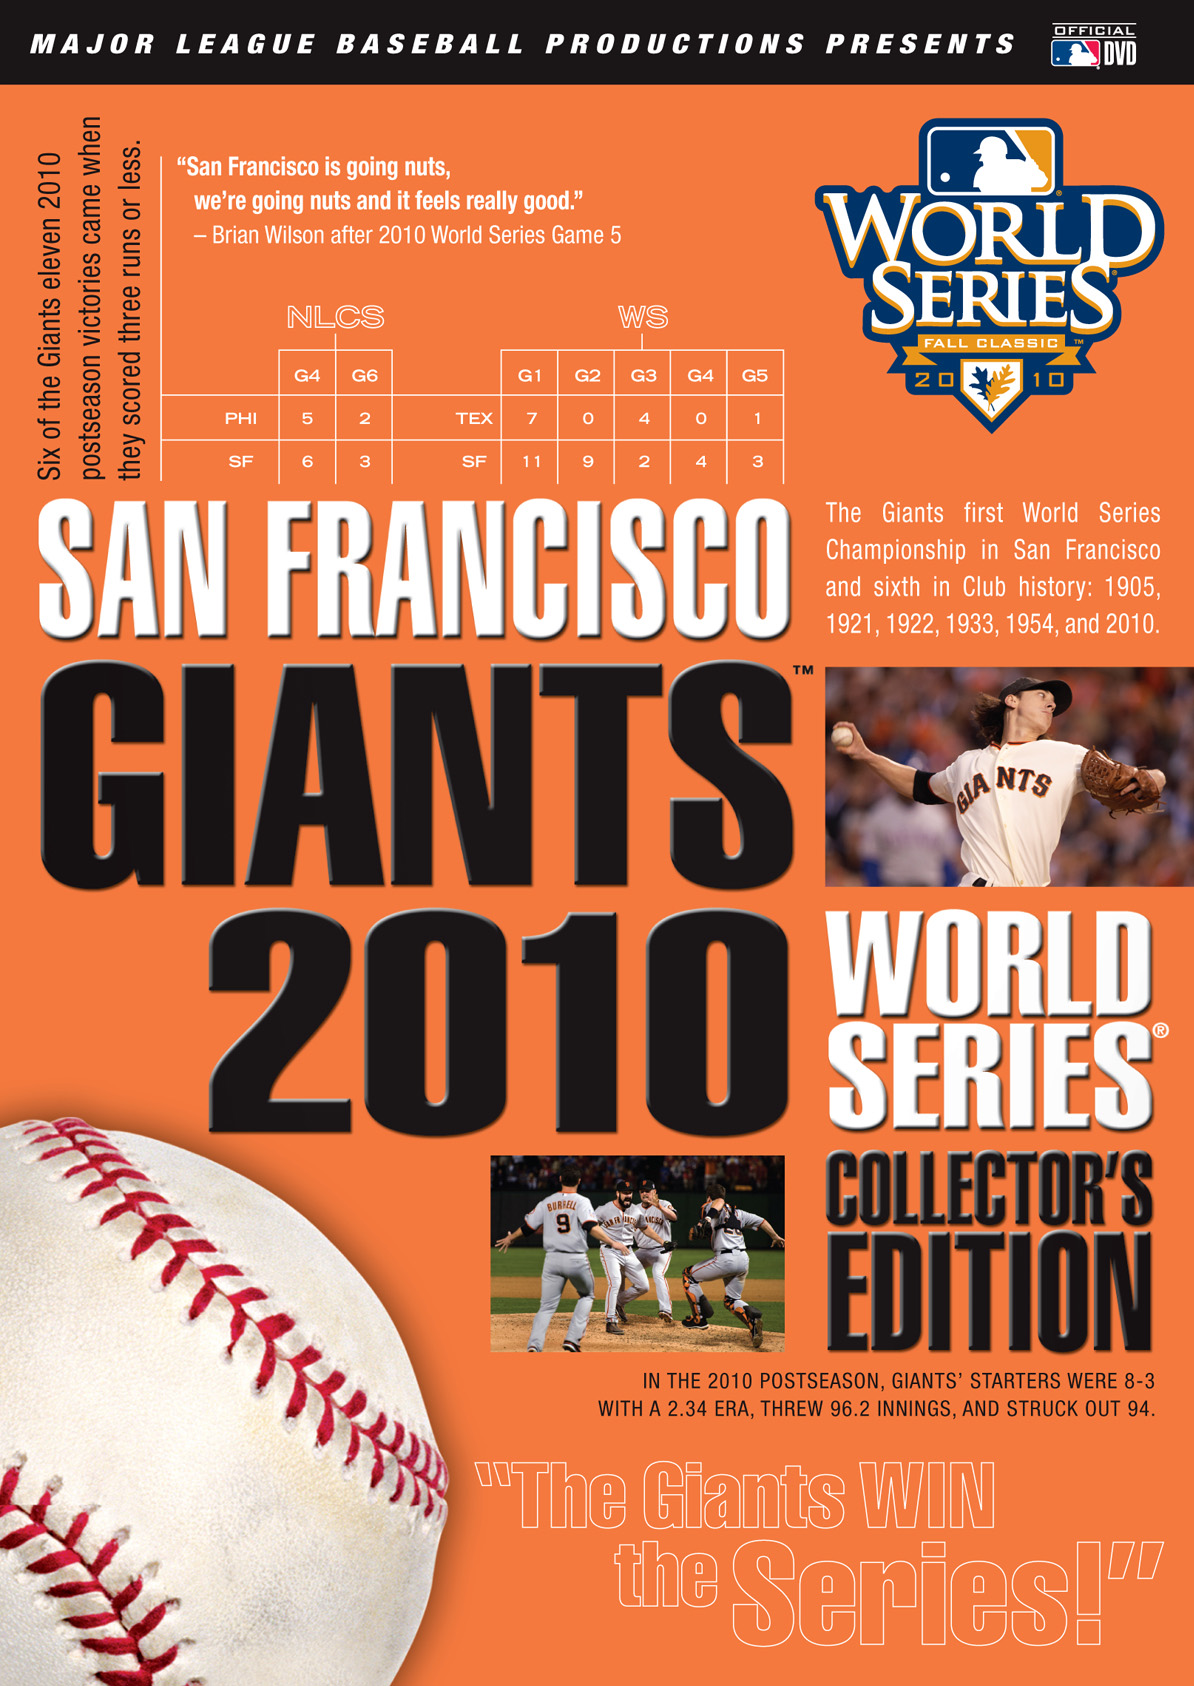 MAJOR LEAGUE BASEBALL PRODUCTIONS PRESENTS
OFFICIAL
DVD
Six of the Giants eleven 2010
postseason victories came when
they scored three runs or less.
“San Francisco is going nuts,
we’re going nuts and it feels really good.”
– Brian Wilson after 2010 World Series Game 5
WORLD
SERIES
FALL CLASSIC™
2010
NLCS WS
G4 G6 G1 G2 G3 G4 G5
PHI 5 2 TEX 7 0 4 0 1
SF 6 3 SF 11 9 2 4 3
SAN FRANCISCO
GIANTS™
2010
The Giants first World Series
Championship in San Francisco
and sixth in Club history: 1905,
1921, 1922, 1933, 1954, and 2010.
GIANTS
WORLD
SERIES®
COLLECTOR’S
EDITION
BURRELL
9
IN THE 2010 POSTSEASON, GIANTS’ STARTERS WERE 8-3
WITH A 2.34 ERA, THREW 96.2 INNINGS, AND STRUCK OUT 94.
“The Giants WIN
the Series!”